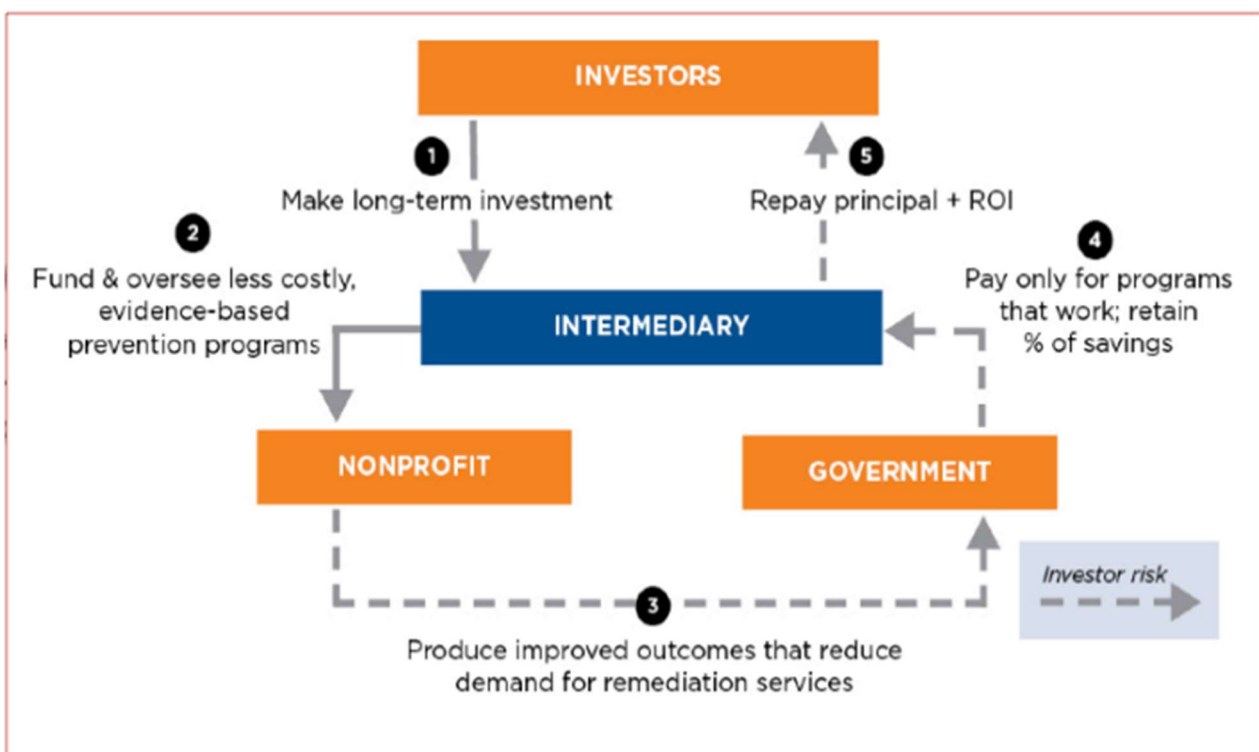 INVESTORS
1
Make long-term investment
5
Repay principal + ROI
2
Fund & oversee less costly,
evidence-based
prevention programs
4
Pay only for programs
that work; retain
% of savings
INTERMEDIARY
NONPROFIT
GOVERNMENT
Investor risk
3
Produce improved outcomes that reduce
demand for remediation services